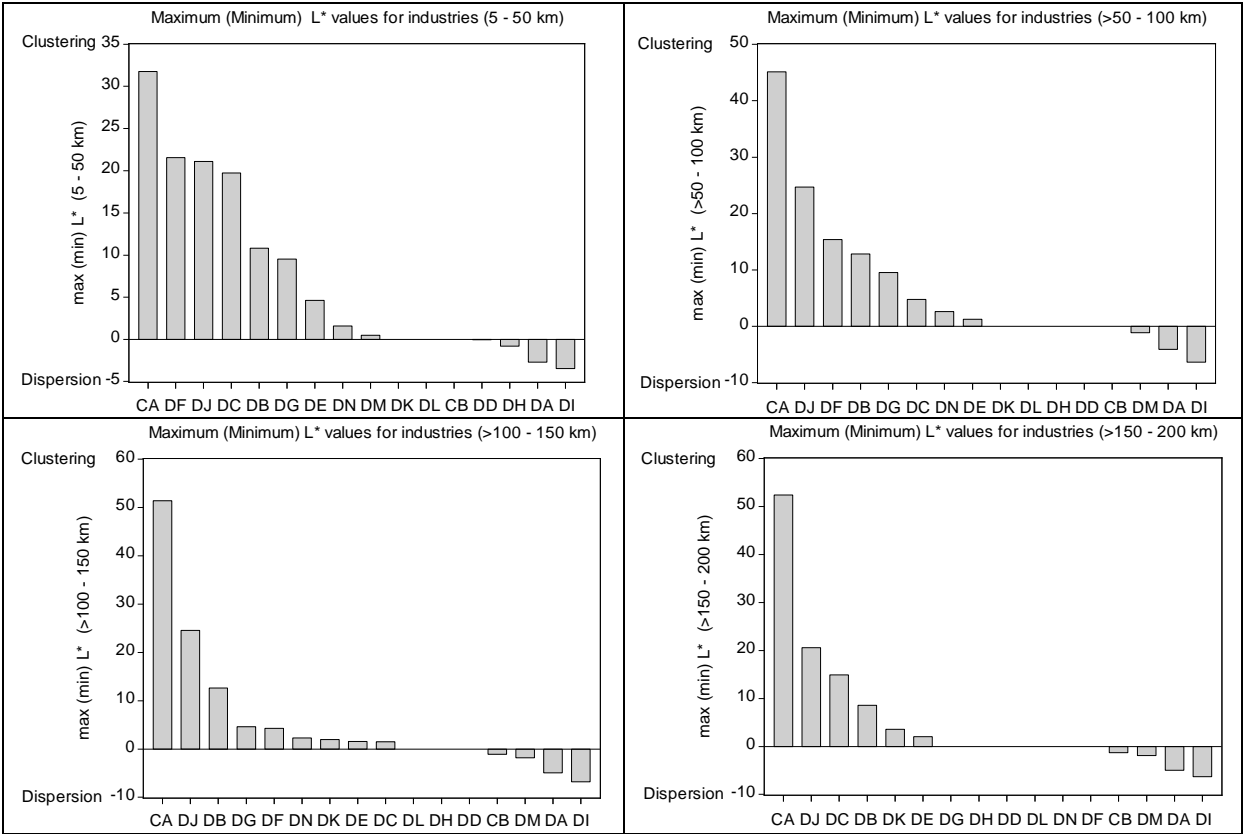 Maximum (Minimum) L* values for industries (5 - 50 km)
Clustering
35
30
25
20
15
10
5
0
Dispersion -5
max (min) L* (5 - 50 km)
CA DF DJ DC DB DG DE DN DM DK DL CB DD DH DA DI
Maximum (Minimum) L* values for industries (>50 - 100 km)
Clustering
50
40
30
20
10
0
Dispersion -10
max (min) L* (>50 - 100 km)
CA DJ DF DB DG DC DN DE DK DL DH DD CB DM DA DI
Maximum (Minimum) L* values for industries (>100 - 150 km)
Clustering
60
50
40
30
20
10
0
Dispersion -10
max (min) L* (>100 - 150 km)
CA DJ DB DG DF DN DK DE DC DL DH DD CB DM DA DI
Maximum (Minimum) L* values for industries (>150 - 200 km)
Clustering
60
50
40
30
20
10
0
Dispersion -10
max (min) L* (>150 - 200 km)
CA DJ DC DB DK DE DG DH DD DL DN DF CB DM DA DI